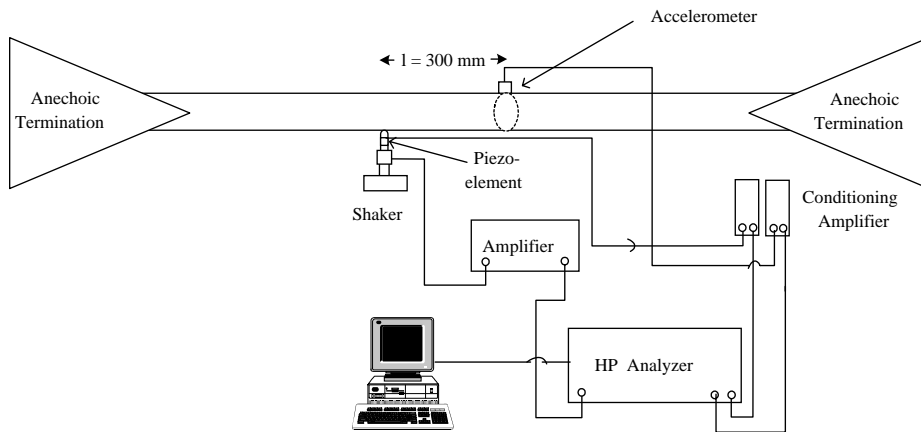 Accelerometer
l = 300 mm
Anechoic
Termination
Anechoic
Termination
Piezo-
element
Shaker
Conditioning
Amplifier
Amplifier
HP Analyzer